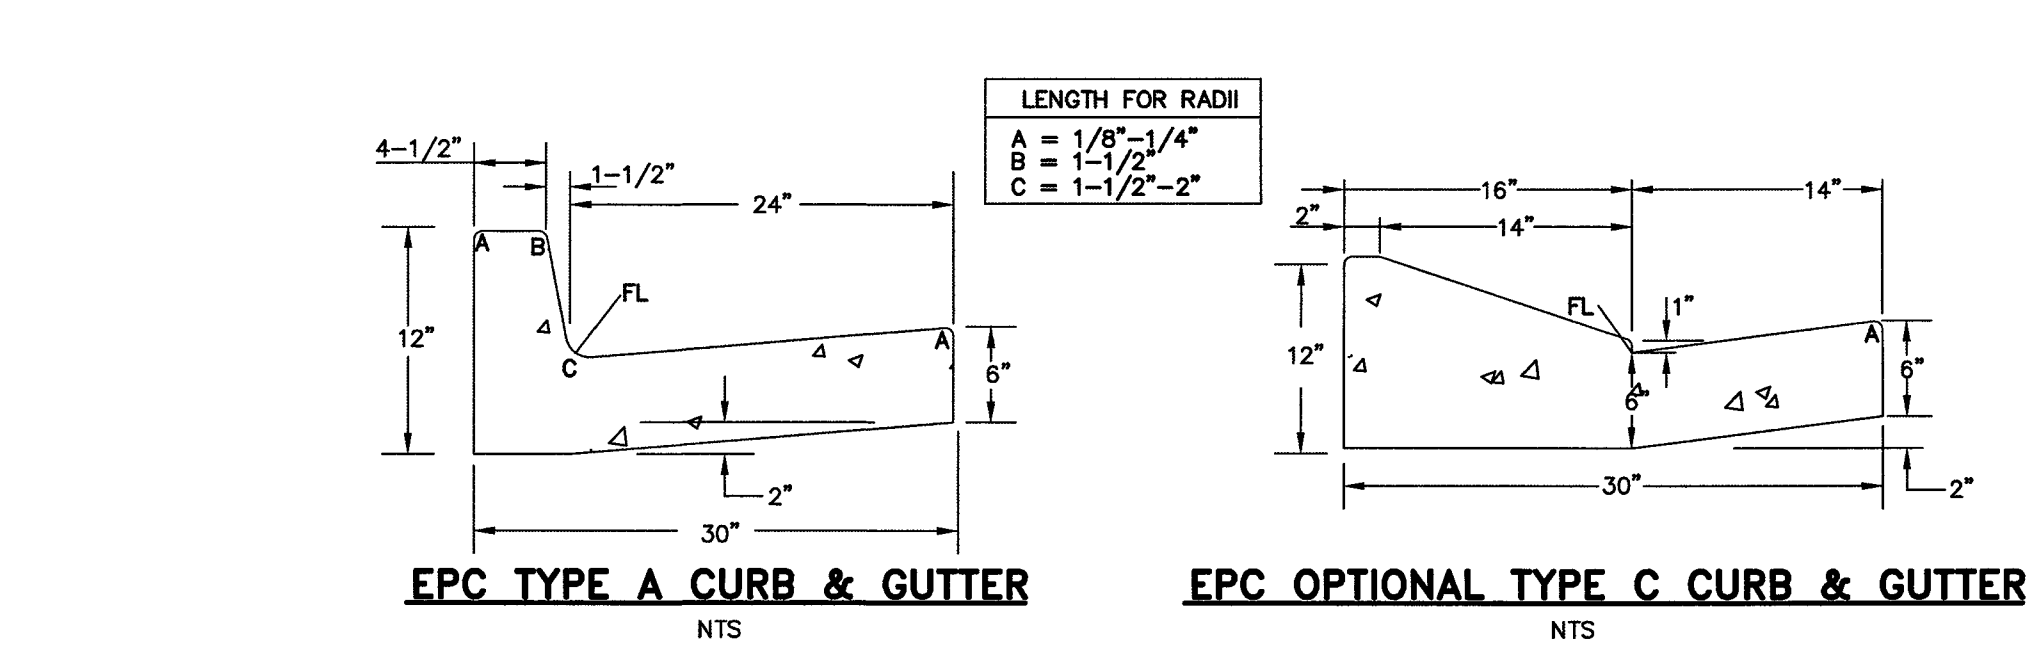 LENGTH FOR RADII
A = 1/8"-1/4"
B = 1-1/2"
C = 1-1/2"-2"
4-1/2"
1-1/2"
24"
A
B
FL
12"
C
A
6"
2"
30"
EPC TYPE A CURB & GUTTER
NTS
16"
14"
2"
14"
FL
1"
12"
A
6"
6"
30"
2"
EPC OPTIONAL TYPE C CURB & GUTTER
NTS